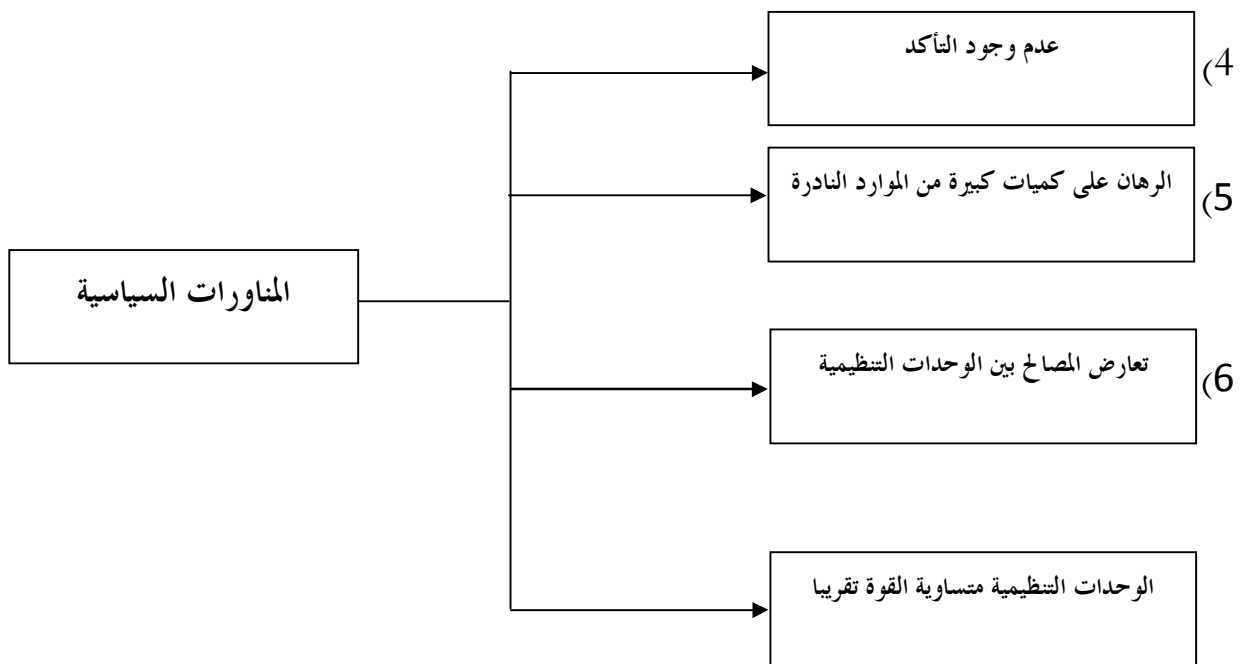 عدم وجود التأكد
(4
الرهان على كميات كبيرة من الموارد النادرة
(5
المناورات السياسية
تعارض المصالح بين الوحدات التنظيمية
(6
الوحدات التنظيمية متساوية القوة تقريبا